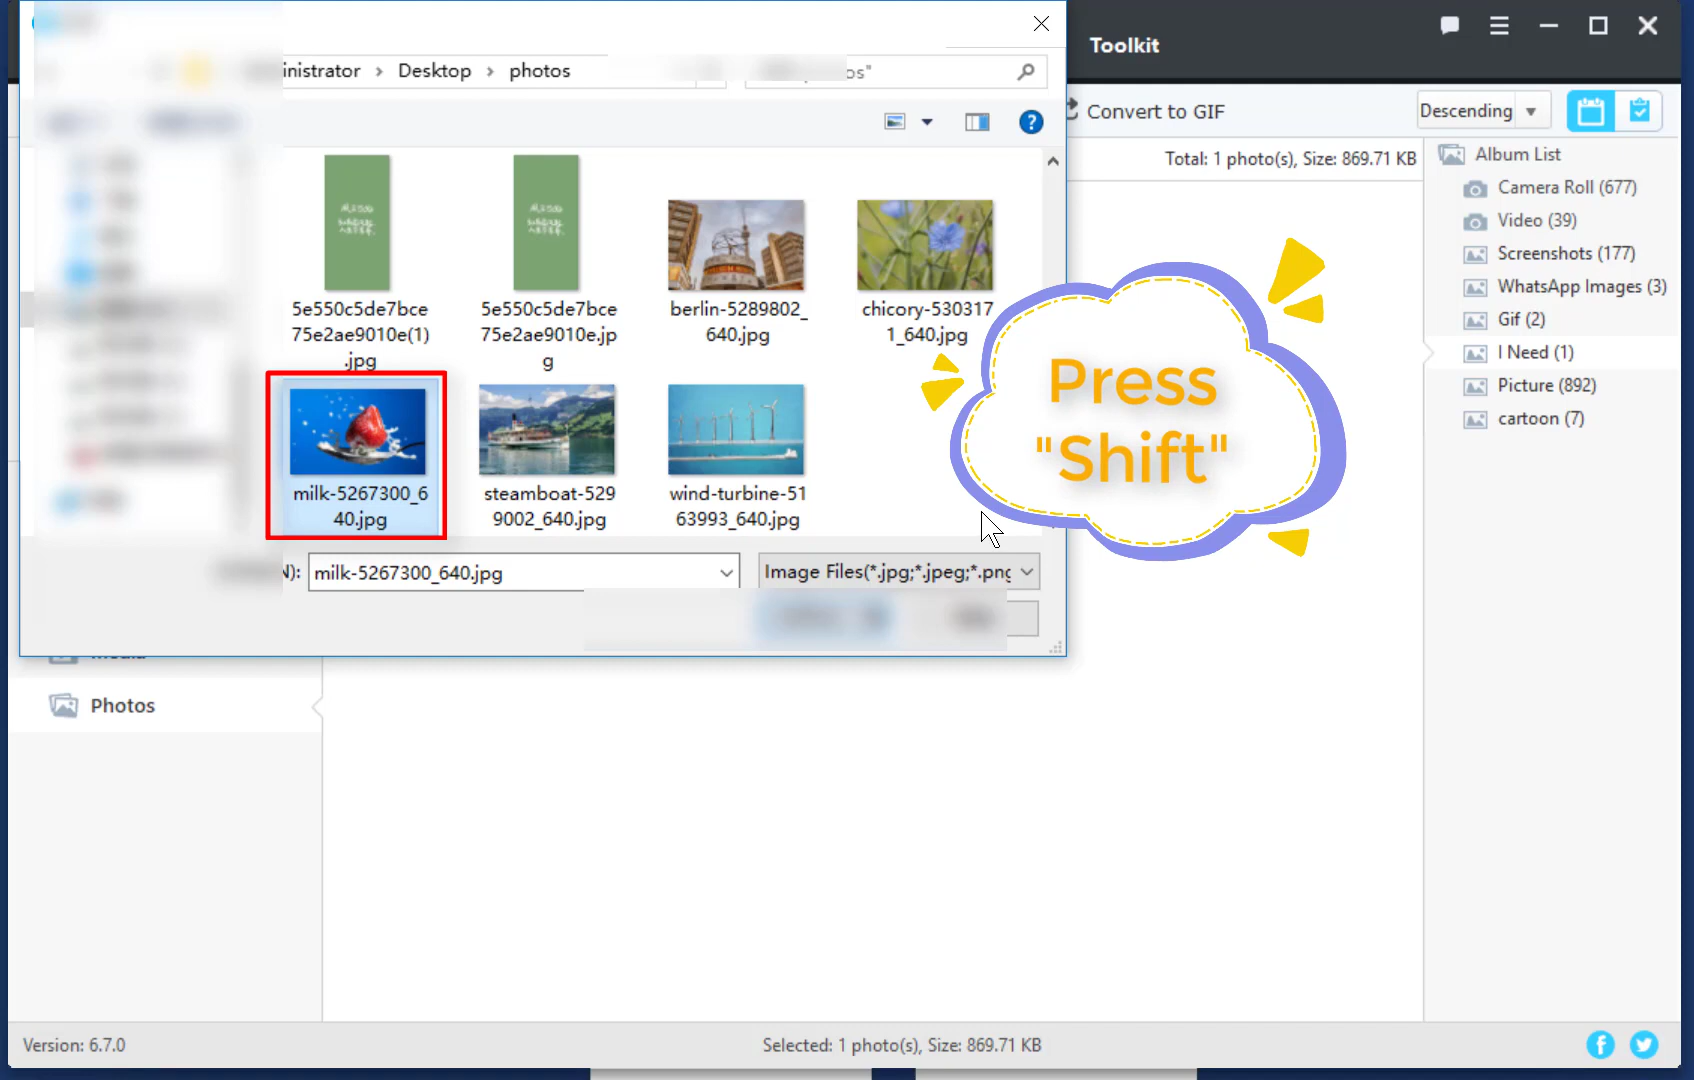 Toolkit
inistrator › Desktop › photos
os"
Convert to GIF
Descending
Total: 1 photo(s), Size: 869.71 KB
Album List
Camera Roll (677)
Video (39)
Screenshots (177)
WhatsApp Images (3)
Gif (2)
I Need (1)
Picture (892)
cartoon (7)
5e550c5de7bce
75e2ae9010e(1)
.jpg
5e550c5de7bce
75e2ae9010e.jp
g
berlin-5289802_
640.jpg
chicory-530317
1_640.jpg
milk-5267300_6
40.jpg
steamboat-529
9002_640.jpg
wind-turbine-51
63993_640.jpg
Press
"Shift"
N):
milk-5267300_640.jpg
Image Files(*.jpg;*.jpeg;*.png
Photos
Version: 6.7.0
Selected: 1 photo(s), Size: 869.71 KB